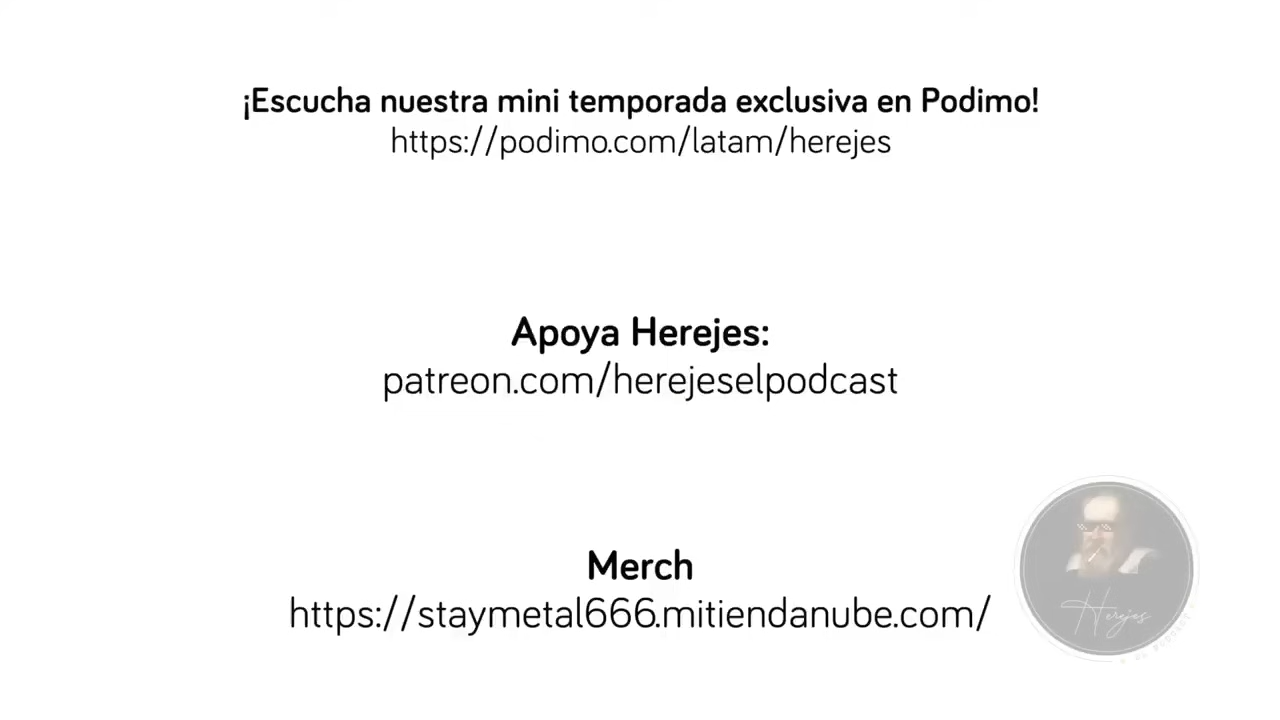 ¡Escucha nuestra mini temporada exclusiva en Podimo!
https://podimo.com/latam/herejes
Apoya Herejes:
patreon.com/herejeselpodcast
Merch
https://staymetal666.mitiendanube.com/
Herejes